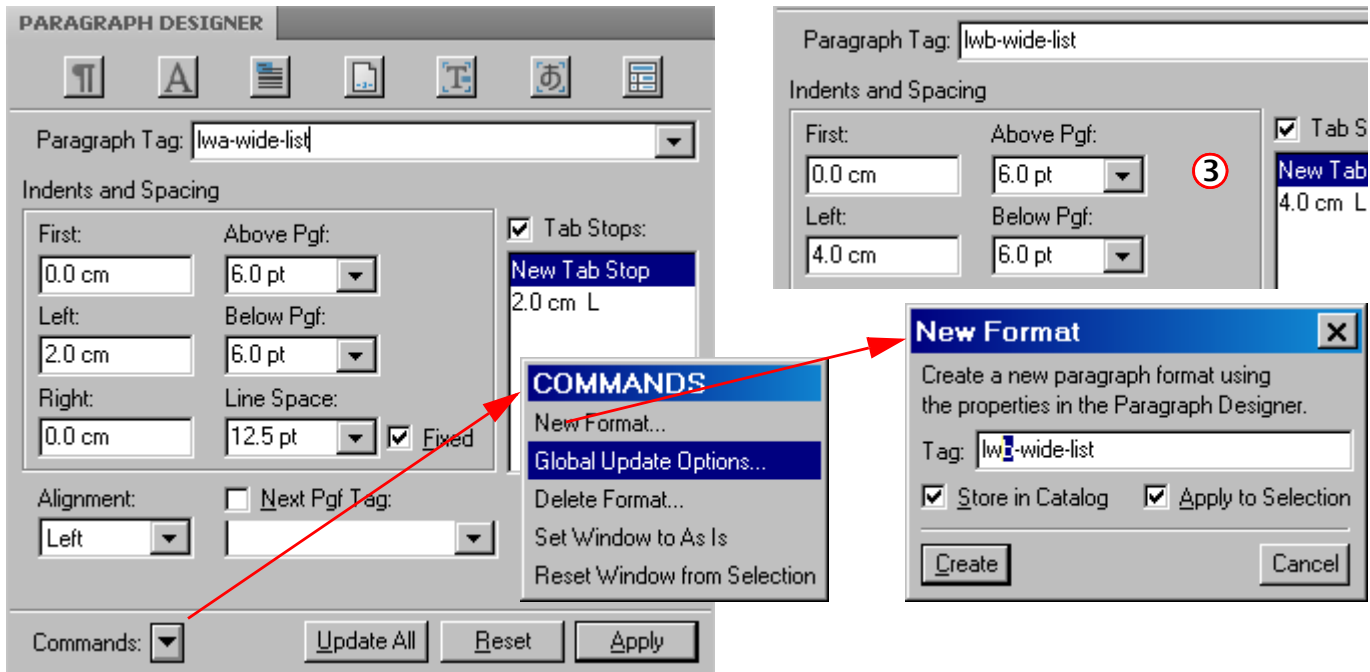 PARAGRAPH DESIGNER
¶ A T あ
Paragraph Tag: lwa-wide-list
Indents and Spacing
First:
Above Pgf:
Tab Stops:
0.0 cm
6.0 pt
New Tab Stop
2.0 cm L
Left:
Below Pgf:
2.0 cm
6.0 pt
Right:
Line Space:
0.0 cm
12.5 pt
Fixed
Alignment:
Next Pgf Tag:
Left
Commands:
Update All
Reset
Apply
COMMANDS
New Format...
Global Update Options...
Delete Format...
Set Window to As Is
Reset Window from Selection
Paragraph Tag: lwb-wide-list
Indents and Spacing
First:
Above Pgf:
Tab S
0.0 cm
6.0 pt
3
New Tab
4.0 cm L
Left:
Below Pgf:
4.0 cm
6.0 pt
New Format
Create a new paragraph format using
the properties in the Paragraph Designer.
Tag: lwb-wide-list
Store in Catalog
Apply to Selection
Create
Cancel